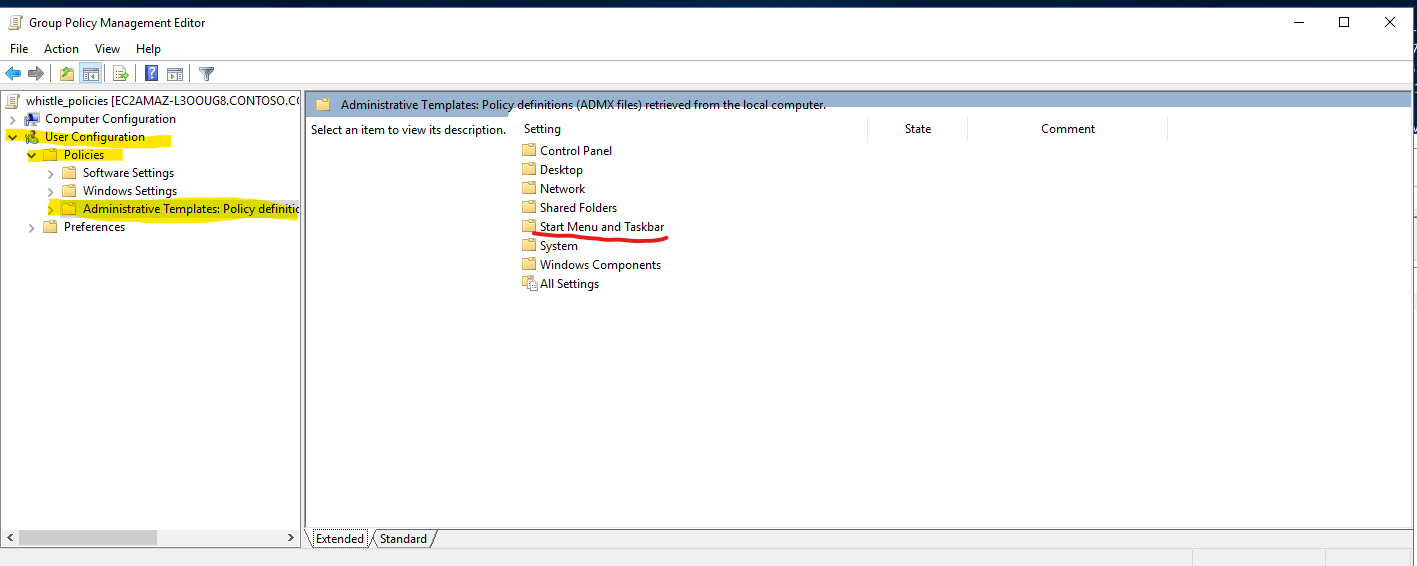 Group Policy Management Editor
File Action View Help
whistle_policies [EC2AMAZ-L3OOUG8.CONTOSO.CO
Computer Configuration
User Configuration
Policies
Software Settings
Windows Settings
Administrative Templates: Policy definitio
Preferences
Administrative Templates: Policy definitions (ADMX files) retrieved from the local computer.
Select an item to view its description.
Setting State Comment
Control Panel
Desktop
Network
Shared Folders
Start Menu and Taskbar
System
Windows Components
All Settings
Extended Standard